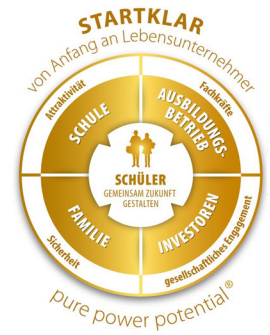 STARTKLAR
von Anfang an Lebensunternehmer
Attraktivität
Fachkräfte
SCHULE
AUSBILDUNGS-
BETRIEB
SCHÜLER
GEMEINSAM ZUKUNFT
GESTALTEN
FAMILIE
INVESTOREN
Sicherheit
gesellschaftliches Engagement
pure power potential®